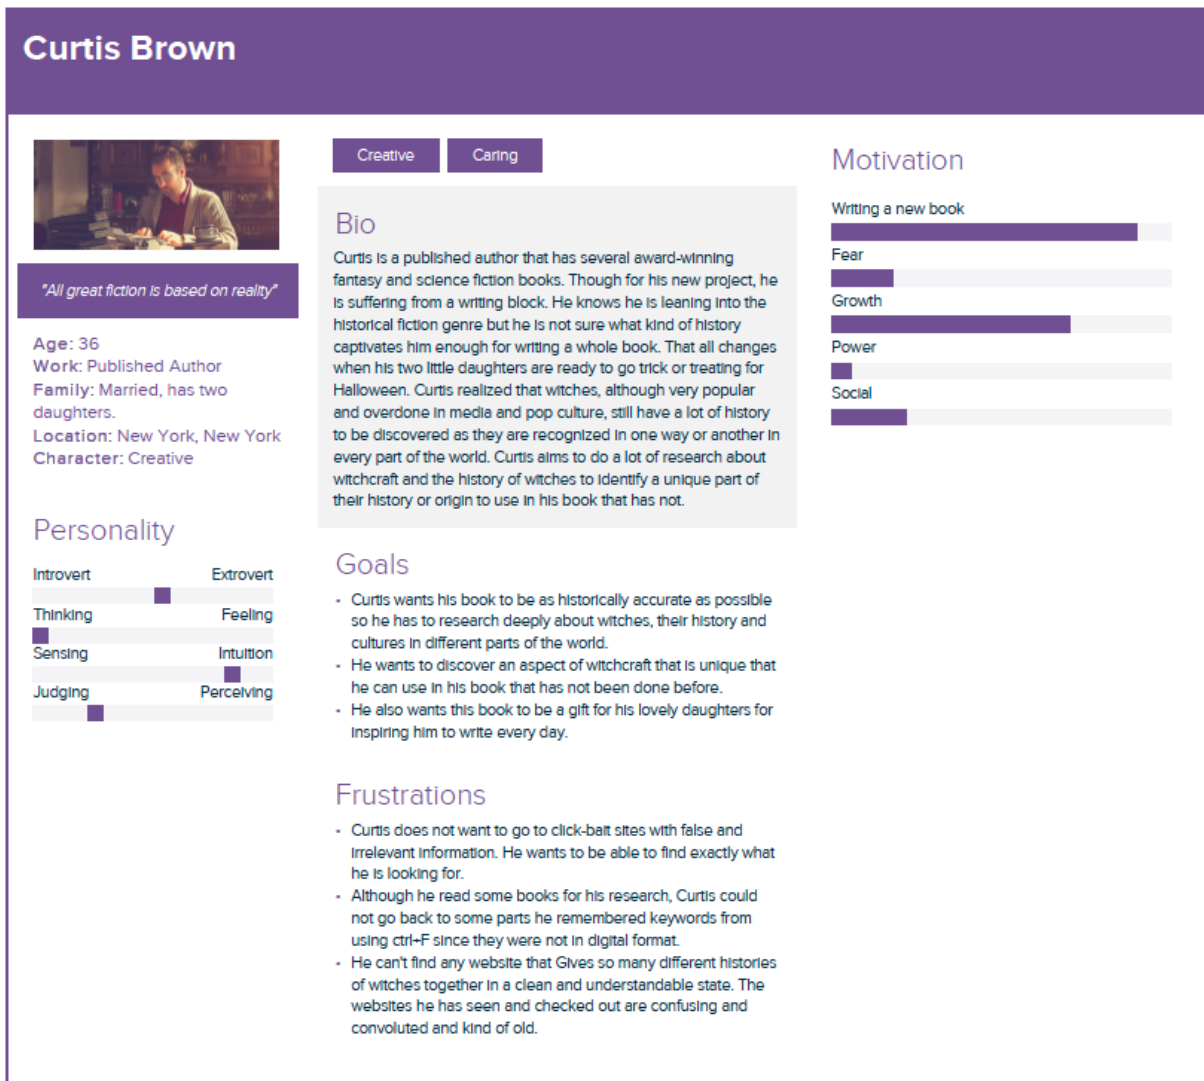 Curtis Brown
"All great fiction is based on reality"
Age: 36
Work: Published Author
Family: Married, has two
daughters.
Location: New York, New York
Character: Creative
Personality
Introvert Extrovert
Thinking Feeling
Sensing Intuition
Judging Perceiving
Creative Caring
Bio
Curtis is a published author that has several award-winning
fantasy and science fiction books. Though for his new project, he
is suffering from a writing block. He knows he is leaning into the
historical fiction genre but he is not sure what kind of history
captivates him enough for writing a whole book. That all changes
when his two little daughters are ready to go trick or treating for
Halloween. Curtis realized that witches, although very popular
and overdone in media and pop culture, still have a lot of history
to be discovered as they are recognized in one way or another in
every part of the world. Curtis aims to do a lot of research about
witchcraft and the history of witches to identify a unique part of
their history or origin to use in his book that has not.
Goals
- Curtis wants his book to be as historically accurate as possible
so he has to research deeply about witches, their history and
cultures in different parts of the world.
- He wants to discover an aspect of witchcraft that is unique that
he can use in his book that has not been done before.
- He also wants this book to be a gift for his lovely daughters for
inspiring him to write every day.
Frustrations
- Curtis does not want to go to click-bait sites with false and
irrelevant information. He wants to be able to find exactly what
he is looking for.
- Although he read some books for his research, Curtis could
not go back to some parts he remembered keywords from
using ctrl+F since they were not in digital format.
- He can't find any website that Gives so many different histories
of witches together in a clean and understandable state. The
websites he has seen and checked out are confusing and
convoluted and kind of old.
Motivation
Writing a new book
Fear
Growth
Power
Social